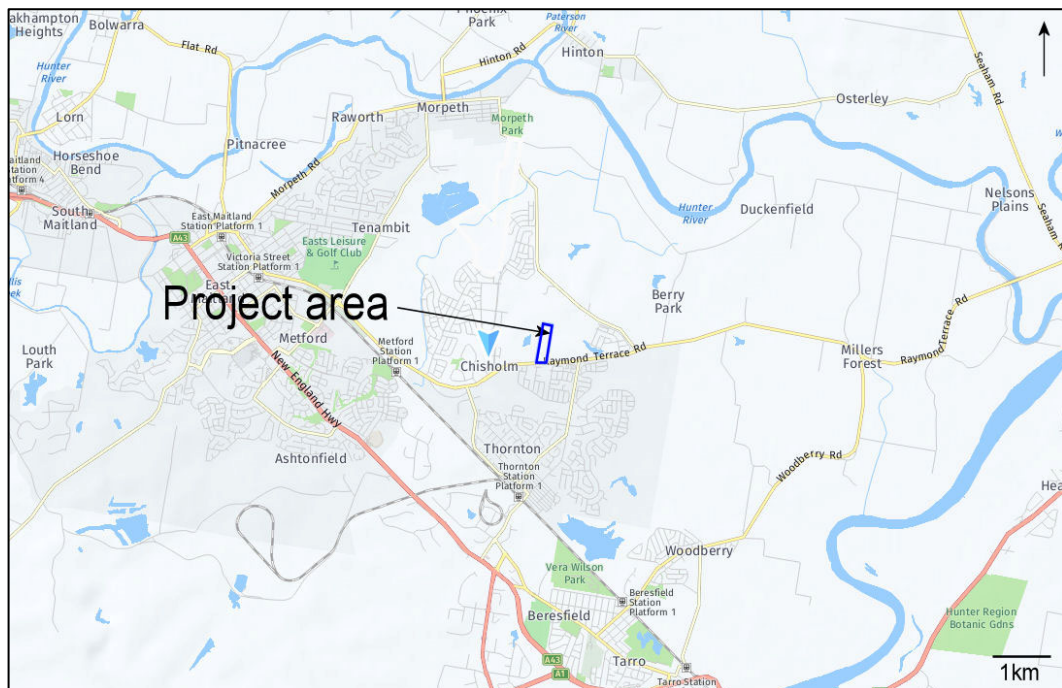 akhampton
Heights
Bolwarra
Flat Rd
Hunter
River
Lorn
Pitnacree
Horseshoe
Bend
Maitland
Station
Platform 4
South
Maitland
Park
Hinton Rd
Paterson
River
Hinton
Morpeth
Raworth
Morpeth
Park
Morpeth Rd
Osterley
Seaham Rd
Nelsons
Plains
Seaham
Hunter
River
Duckenfield
East Maitland
Station Platform 1
A43
Victoria Street
Station Platform 1
Tenambit
Easts Leisure
& Golf Club
East
Project area
Metford
Metford
Station
Platform 1
Louth
Park
New England Hwy
Chisholm
Raymond Terrace Rd
Berry
Park
Millers
Forest
Raymond Terrace Rd
Ashtonfield
Thornton
Thornton
Station
Platform 1
Woodberry Rd
Woodberry
Vera Wilson
Park
Beresfield
Station
Platform 1
Beresfield
A43
A1
Tarro
Tarro Station
Hea
Hunter Region
Botanic Gdns
1km